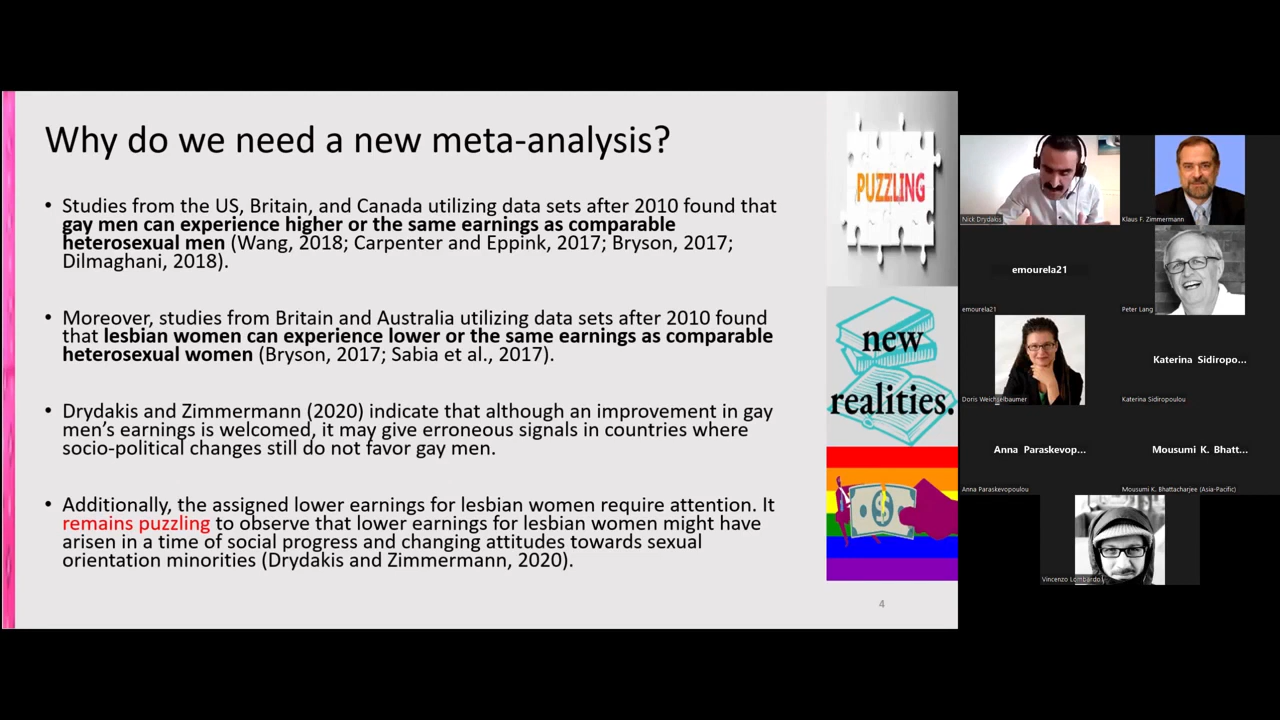 Why do we need a new meta-analysis?
• Studies from the US, Britain, and Canada utilizing data sets after 2010 found that
gay men can experience higher or the same earnings as comparable
heterosexual men (Wang, 2018; Carpenter and Eppink, 2017; Bryson, 2017;
Dilmaghani, 2018).
• Moreover, studies from Britain and Australia utilizing data sets after 2010 found
that lesbian women can experience lower or the same earnings as comparable
heterosexual women (Bryson, 2017; Sabia et al., 2017).
• Drydakis and Zimmermann (2020) indicate that although an improvement in gay
men's earnings is welcomed, it may give erroneous signals in countries where
socio-political changes still do not favor gay men.
• Additionally, the assigned lower earnings for lesbian women require attention. It
remains puzzling to observe that lower earnings for lesbian women might have
arisen in a time of social progress and changing attitudes towards sexual
orientation minorities (Drydakis and Zimmermann, 2020).
PUZZLING
new
realities.
$
4
Nick Drydakis
Klaus F. Zimmermann
emourela21
emourela21
Peter Lang
Doris Weichselbaumer
Katerina Sidiropo...
Katerina Sidiropoulou
Anna Paraskevop...
Anna Paraskevopoulou
Mousumi K. Bhatt...
Mousumi K. Bhattacharjee (Asia-Pacific)
Vincenzo Lombardo